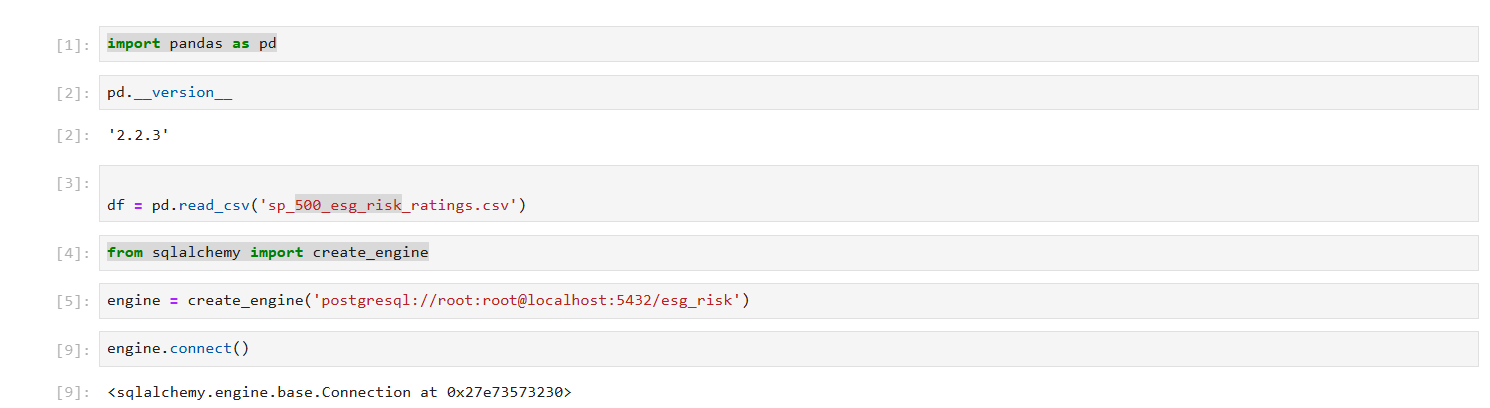 [1]: import pandas as pd
[2]: pd.__version__
[2]: '2.2.3'
[3]:
df = pd.read_csv('sp_500_esg_risk_ratings.csv')
[4]: from sqlalchemy import create_engine
[5]: engine = create_engine('postgresql://root:root@localhost:5432/esg_risk')
[9]: engine.connect()
[9]: <sqlalchemy.engine.base.Connection at 0x27e73573230>